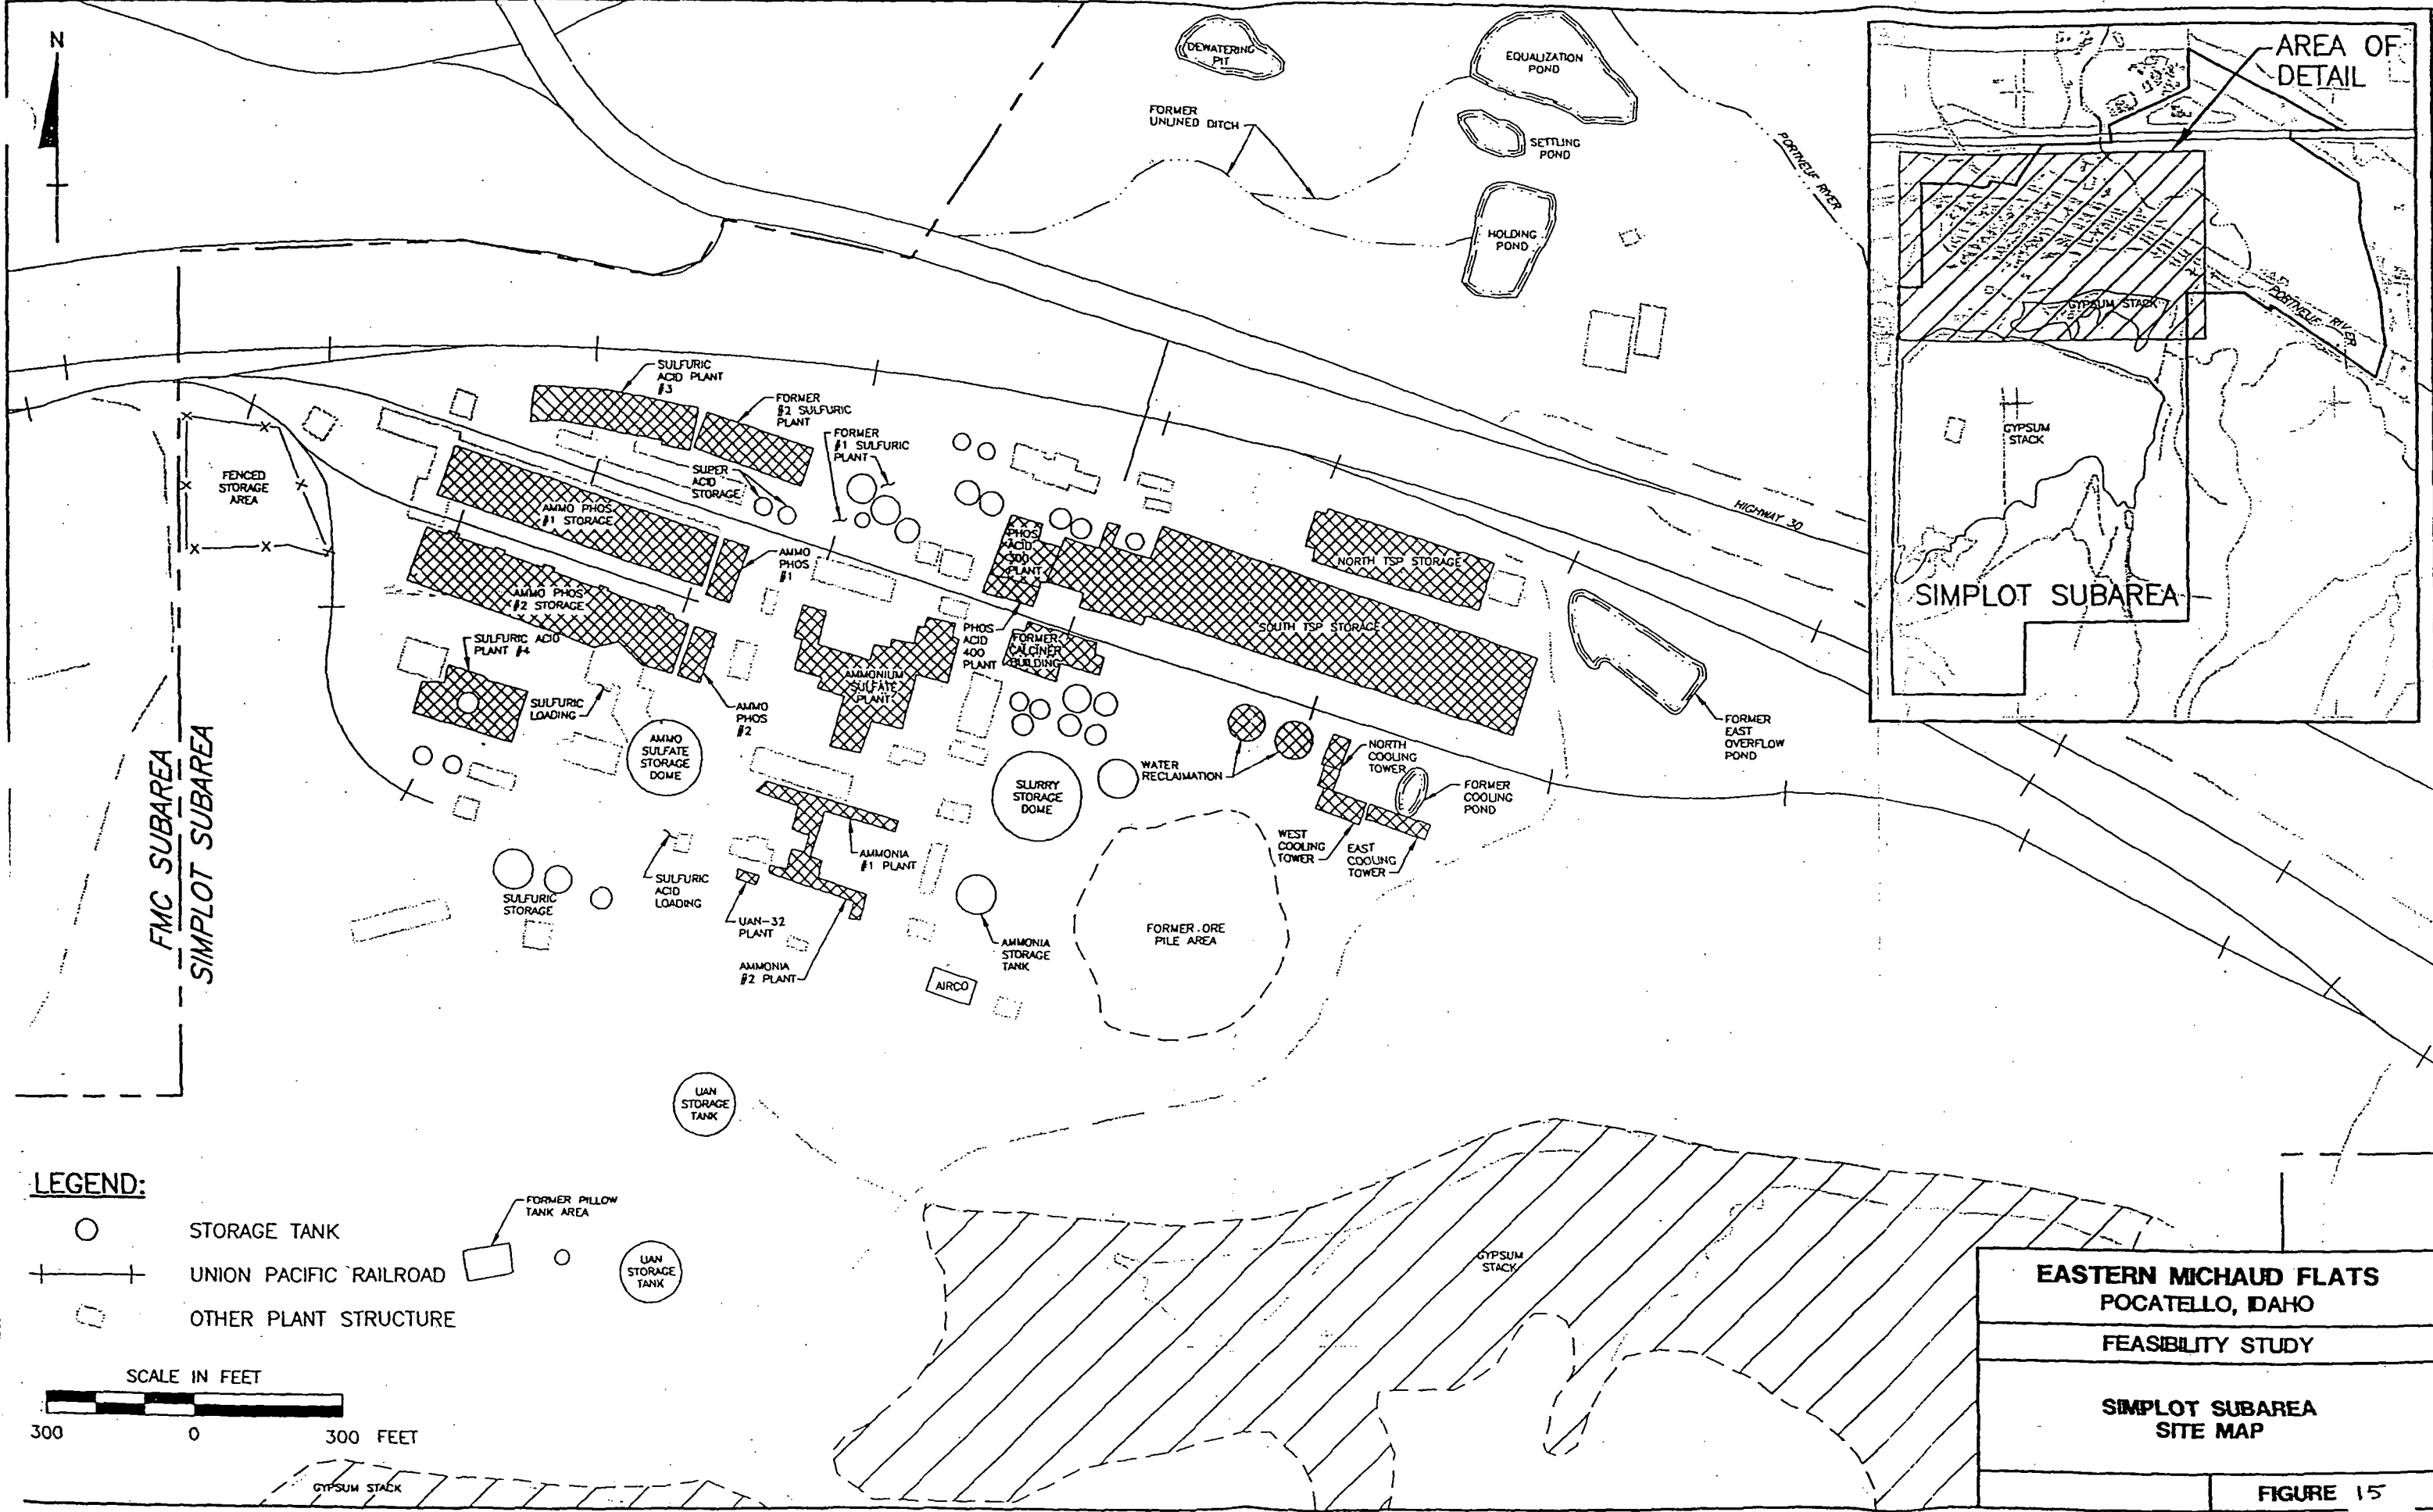 N
DEWATERING
PIT
EQUALIZATION
POND
FORMER
UNLINED DITCH
SETTLING
POND
HOLDING
POND
PORTNEUF RIVER
AREA OF
DETAIL
GYPSUM STACK
PORTNEUF RIVER
GYPSUM
STACK
SIMPLOT SUBAREA
SULFURIC
ACID PLANT
#3
FORMER
#2 SULFURIC
PLANT
FORMER
#1 SULFURIC
PLANT
SUPER
ACID
STORAGE
FENCED
STORAGE
AREA
AMMO PHOS
#1 STORAGE
AMMO
PHOS
#1
PHOS
ACID
300
PLANT
NORTH TSP STORAGE
HIGHWAY 30
AMMO PHOS
#2 STORAGE
SULFURIC ACID
PLANT #4
SULFURIC
LOADING
AMMO
PHOS
#2
AMMONIUM
SULFATE
PLANT
PHOS
ACID
400
PLANT
FORMER
CALCINER
BUILDING
SOUTH TSP STORAGE
FORMER
EAST
OVERFLOW
POND
AMMO
SULFATE
STORAGE
DOME
SLURRY
STORAGE
DOME
WATER
RECLAIMATION
NORTH
COOLING
TOWER
FORMER
COOLING
POND
WEST
COOLING
TOWER
EAST
COOLING
TOWER
FMC SUBAREA
SIMPLOT SUBAREA
SULFURIC
STORAGE
SULFURIC
ACID
LOADING
AMMONIA
#1 PLANT
UAN-32
PLANT
AMMONIA
#2 PLANT
AMMONIA
STORAGE
TANK
AIRCO
FORMER ORE
PILE AREA
UAN
STORAGE
TANK
LEGEND:
STORAGE TANK
UNION PACIFIC RAILROAD
OTHER PLANT STRUCTURE
FORMER PILLOW
TANK AREA
UAN
STORAGE
TANK
GYPSUM
STACK
SCALE IN FEET
300 0 300 FEET
GYPSUM STACK
EASTERN MICHAUD FLATS
POCATELLO, IDAHO
FEASIBILITY STUDY
SIMPLOT SUBAREA
SITE MAP
FIGURE 15